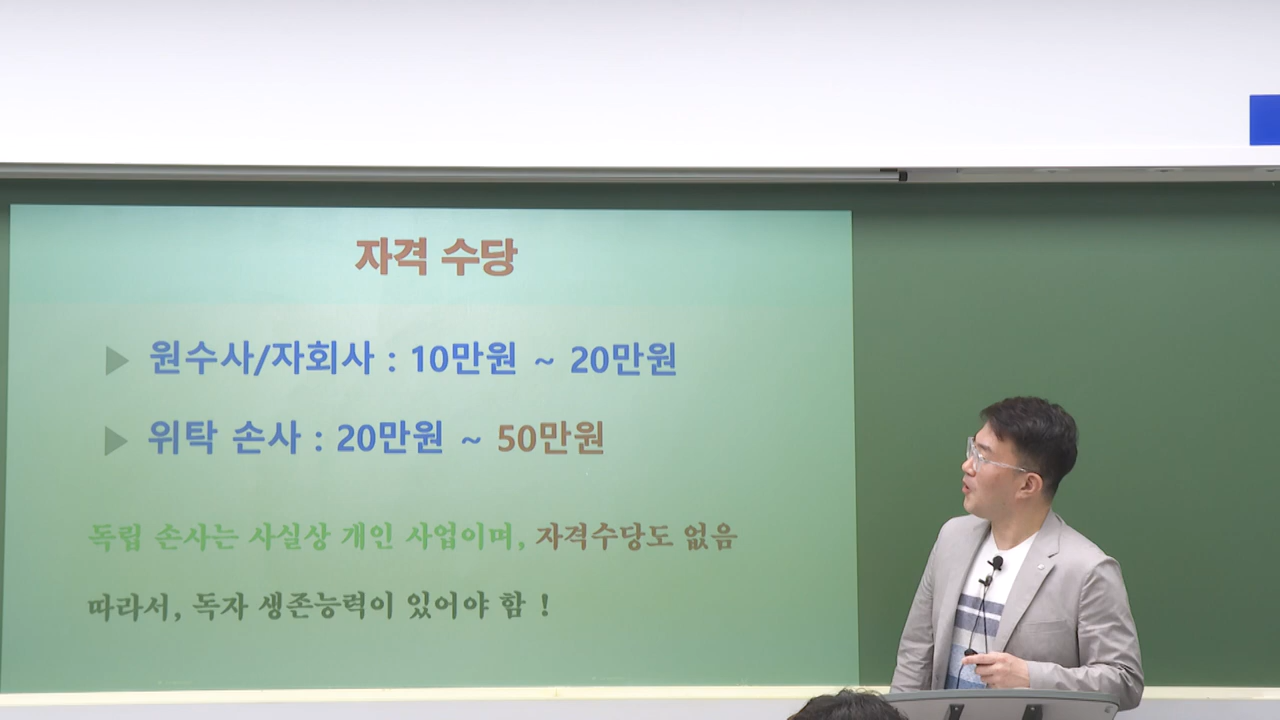 자격 수당
원수사/자회사 : 10만원 ~ 20만원
위탁 손사 : 20만원 ~ 50만원
독립 손사는 사실상 개인 사업이며, 자격수당도 없음
따라서, 독자 생존능력이 있어야 함 !